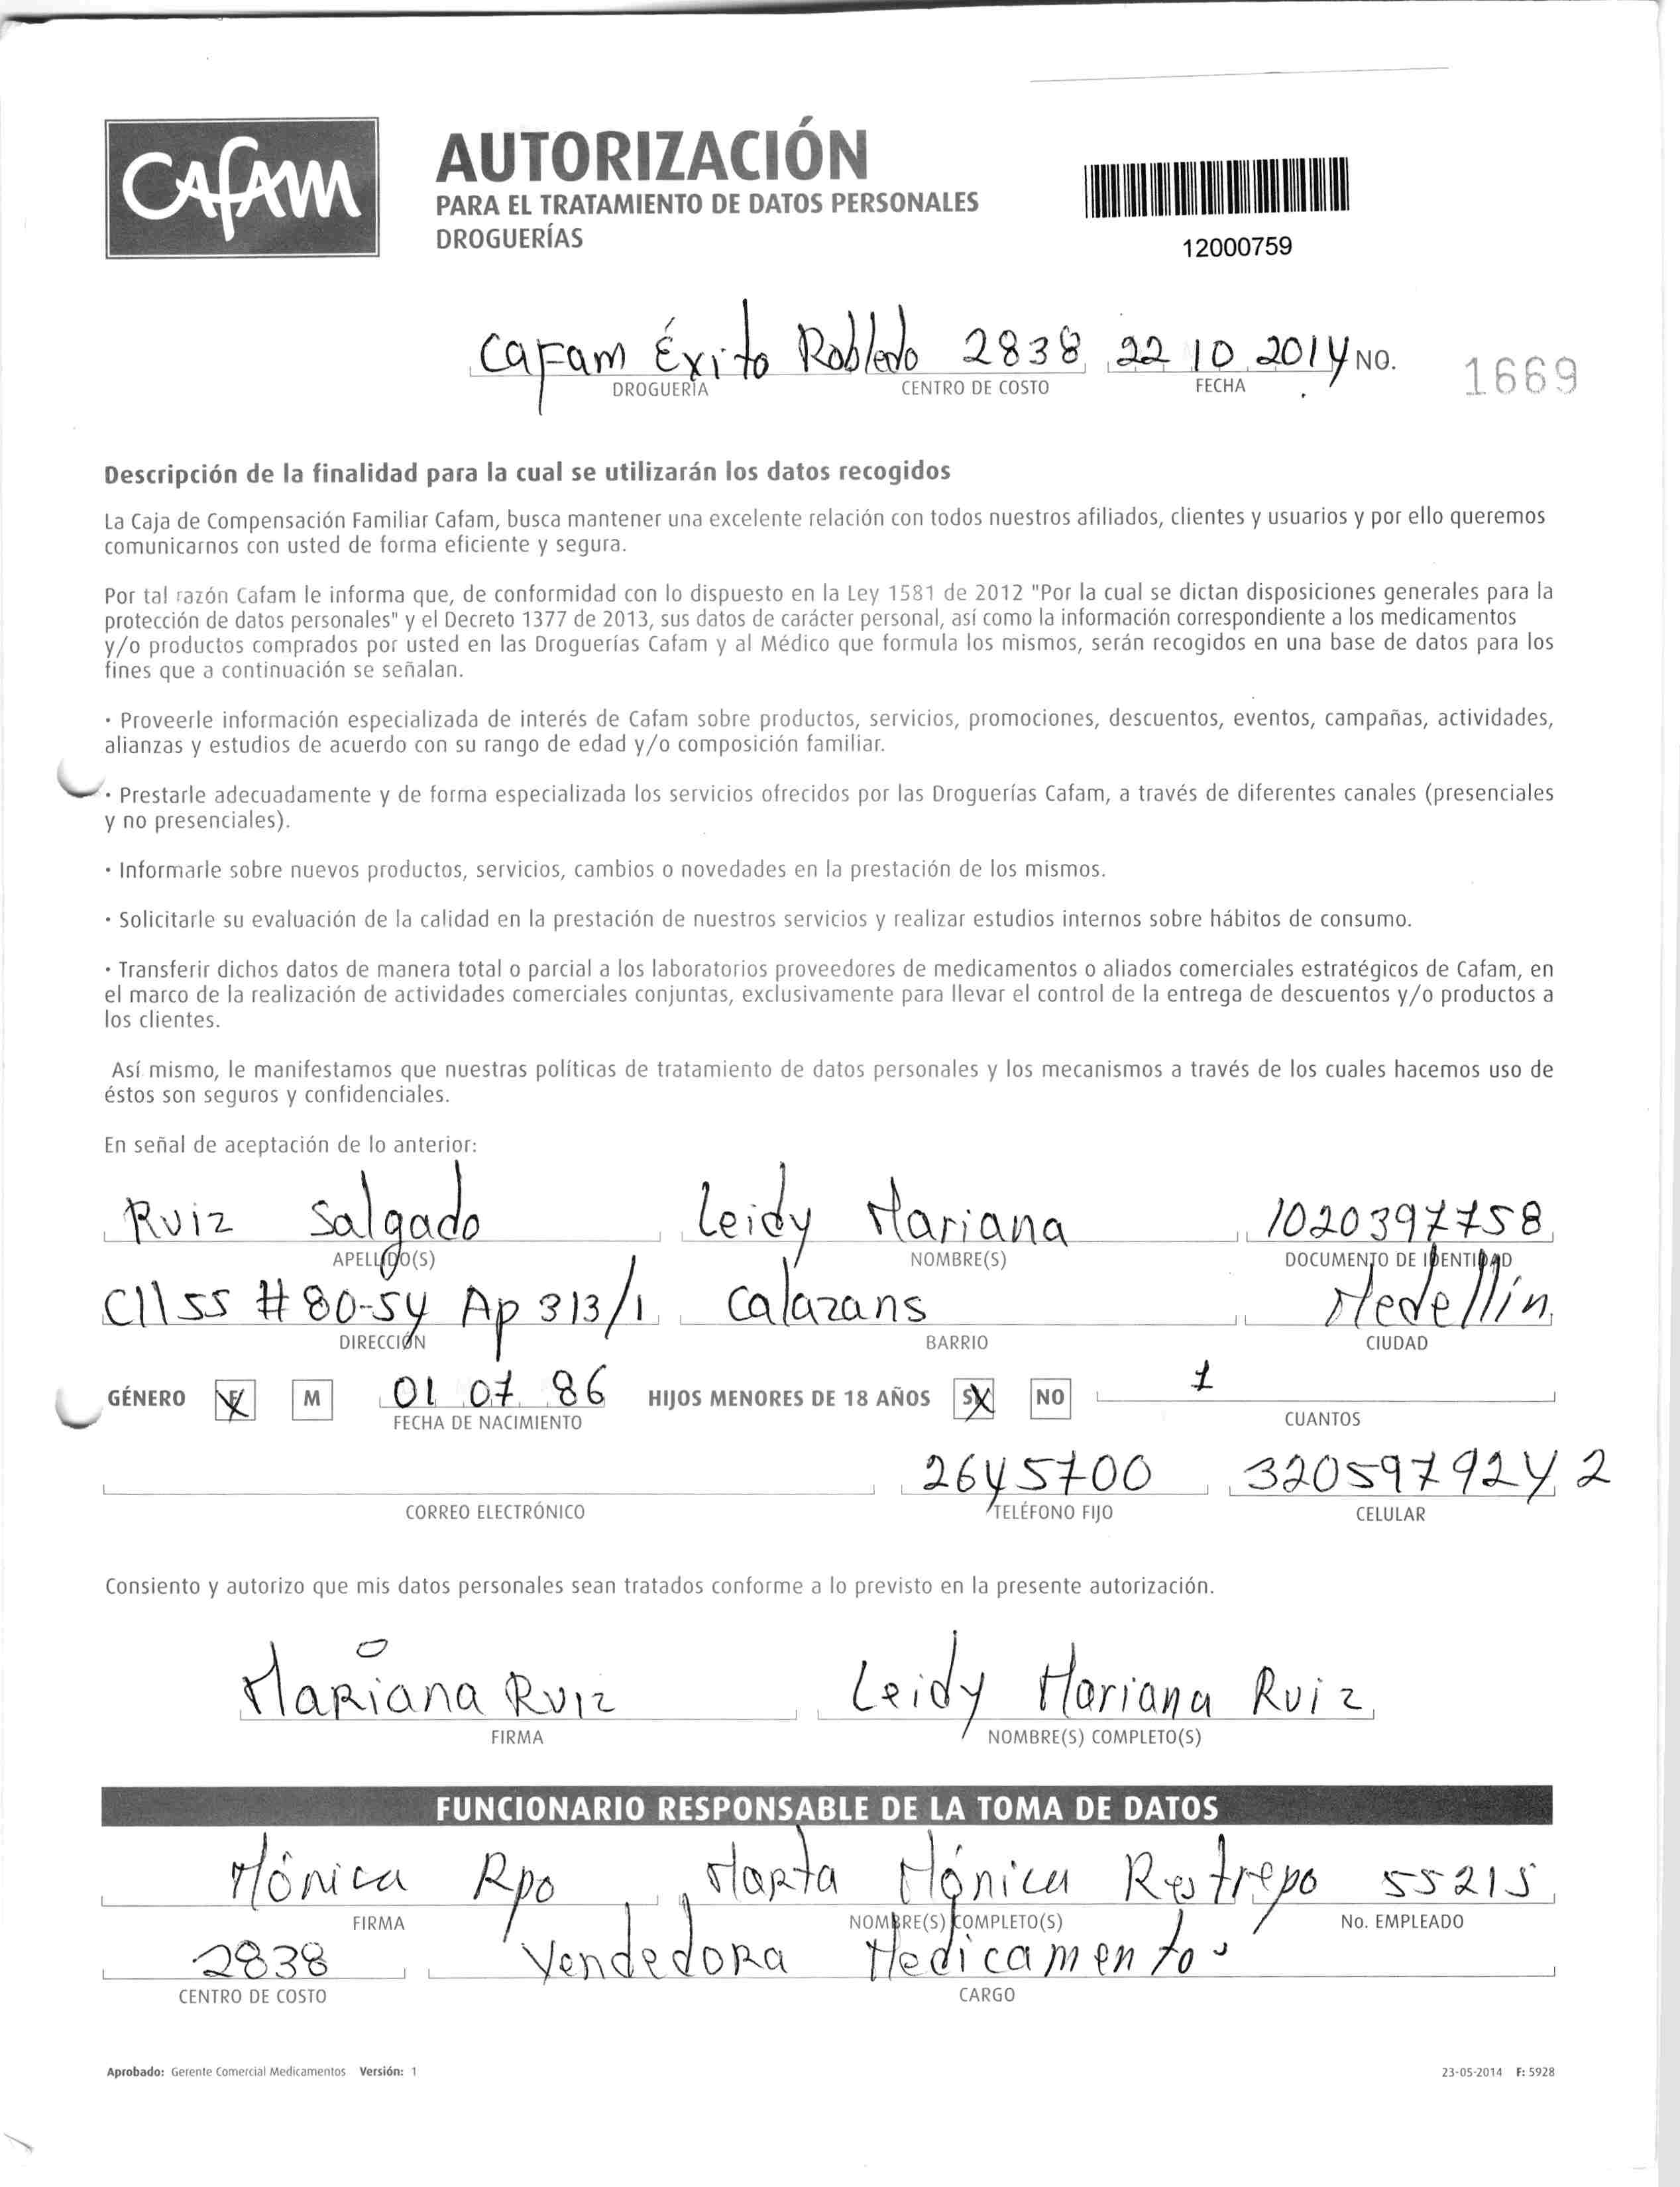 CAFAM
AUTORIZACIÓN
PARA EL TRATAMIENTO DE DATOS PERSONALES
DROGUERÍAS
12000759
Cafam Éxito Robledo 2838 22 10 2014 NO. 1669
DROGUERÍA CENTRO DE COSTO FECHA
Descripción de la finalidad para la cual se utilizarán los datos recogidos
La Caja de Compensación Familiar Cafam, busca mantener una excelente relación con todos nuestros afiliados, clientes y usuarios y por ello queremos
comunicarnos con usted de forma eficiente y segura.
Por tal razón Cafam le informa que, de conformidad con lo dispuesto en la Ley 1581 de 2012 "Por la cual se dictan disposiciones generales para la
protección de datos personales" y el Decreto 1377 de 2013, sus datos de carácter personal, así como la información correspondiente a los medicamentos
y/o productos comprados por usted en las Droguerías Cafam y al Médico que formula los mismos, serán recogidos en una base de datos para los
fines que a continuación se señalan.
· Proveerle información especializada de interés de Cafam sobre productos, servicios, promociones, descuentos, eventos, campañas, actividades,
alianzas y estudios de acuerdo con su rango de edad y/o composición familiar.
· Prestarle adecuadamente y de forma especializada los servicios ofrecidos por las Droguerías Cafam, a través de diferentes canales (presenciales
y no presenciales).
· Informarle sobre nuevos productos, servicios, cambios o novedades en la prestación de los mismos.
· Solicitarle su evaluación de la calidad en la prestación de nuestros servicios y realizar estudios internos sobre hábitos de consumo.
· Transferir dichos datos de manera total o parcial a los laboratorios proveedores de medicamentos o aliados comerciales estratégicos de Cafam, en
el marco de la realización de actividades comerciales conjuntas, exclusivamente para llevar el control de la entrega de descuentos y/o productos a
los clientes.
Así mismo, le manifestamos que nuestras políticas de tratamiento de datos personales y los mecanismos a través de los cuales hacemos uso de
éstos son seguros y confidenciales.
En señal de aceptación de lo anterior:
Ruiz Salgado Leidy Mariana 1020397758
APELLIDO(S) NOMBRE(S) DOCUMENTO DE IDENTIDAD
Cll 55 # 80-54 Ap 313/1 Calazans Medellín
DIRECCIÓN BARRIO CIUDAD
GÉNERO F X M 01 07 86 HIJOS MENORES DE 18 AÑOS SI X NO 1
FECHA DE NACIMIENTO CUANTOS
2645700 3205979242
CORREO ELECTRÓNICO TELÉFONO FIJO CELULAR
Consiento y autorizo que mis datos personales sean tratados conforme a lo previsto en la presente autorización.
Mariana Ruiz Leidy Mariana Ruiz
FIRMA NOMBRE(S) COMPLETO(S)
FUNCIONARIO RESPONSABLE DE LA TOMA DE DATOS
Mónica Rpo Marta Mónica Restrepo 55215
FIRMA NOMBRE(S) COMPLETO(S) No. EMPLEADO
2838 Vendedora Medicamentos
CENTRO DE COSTO CARGO
Aprobado: Gerente Comercial Medicamentos Versión: 1 23-05-2014 F: 5928